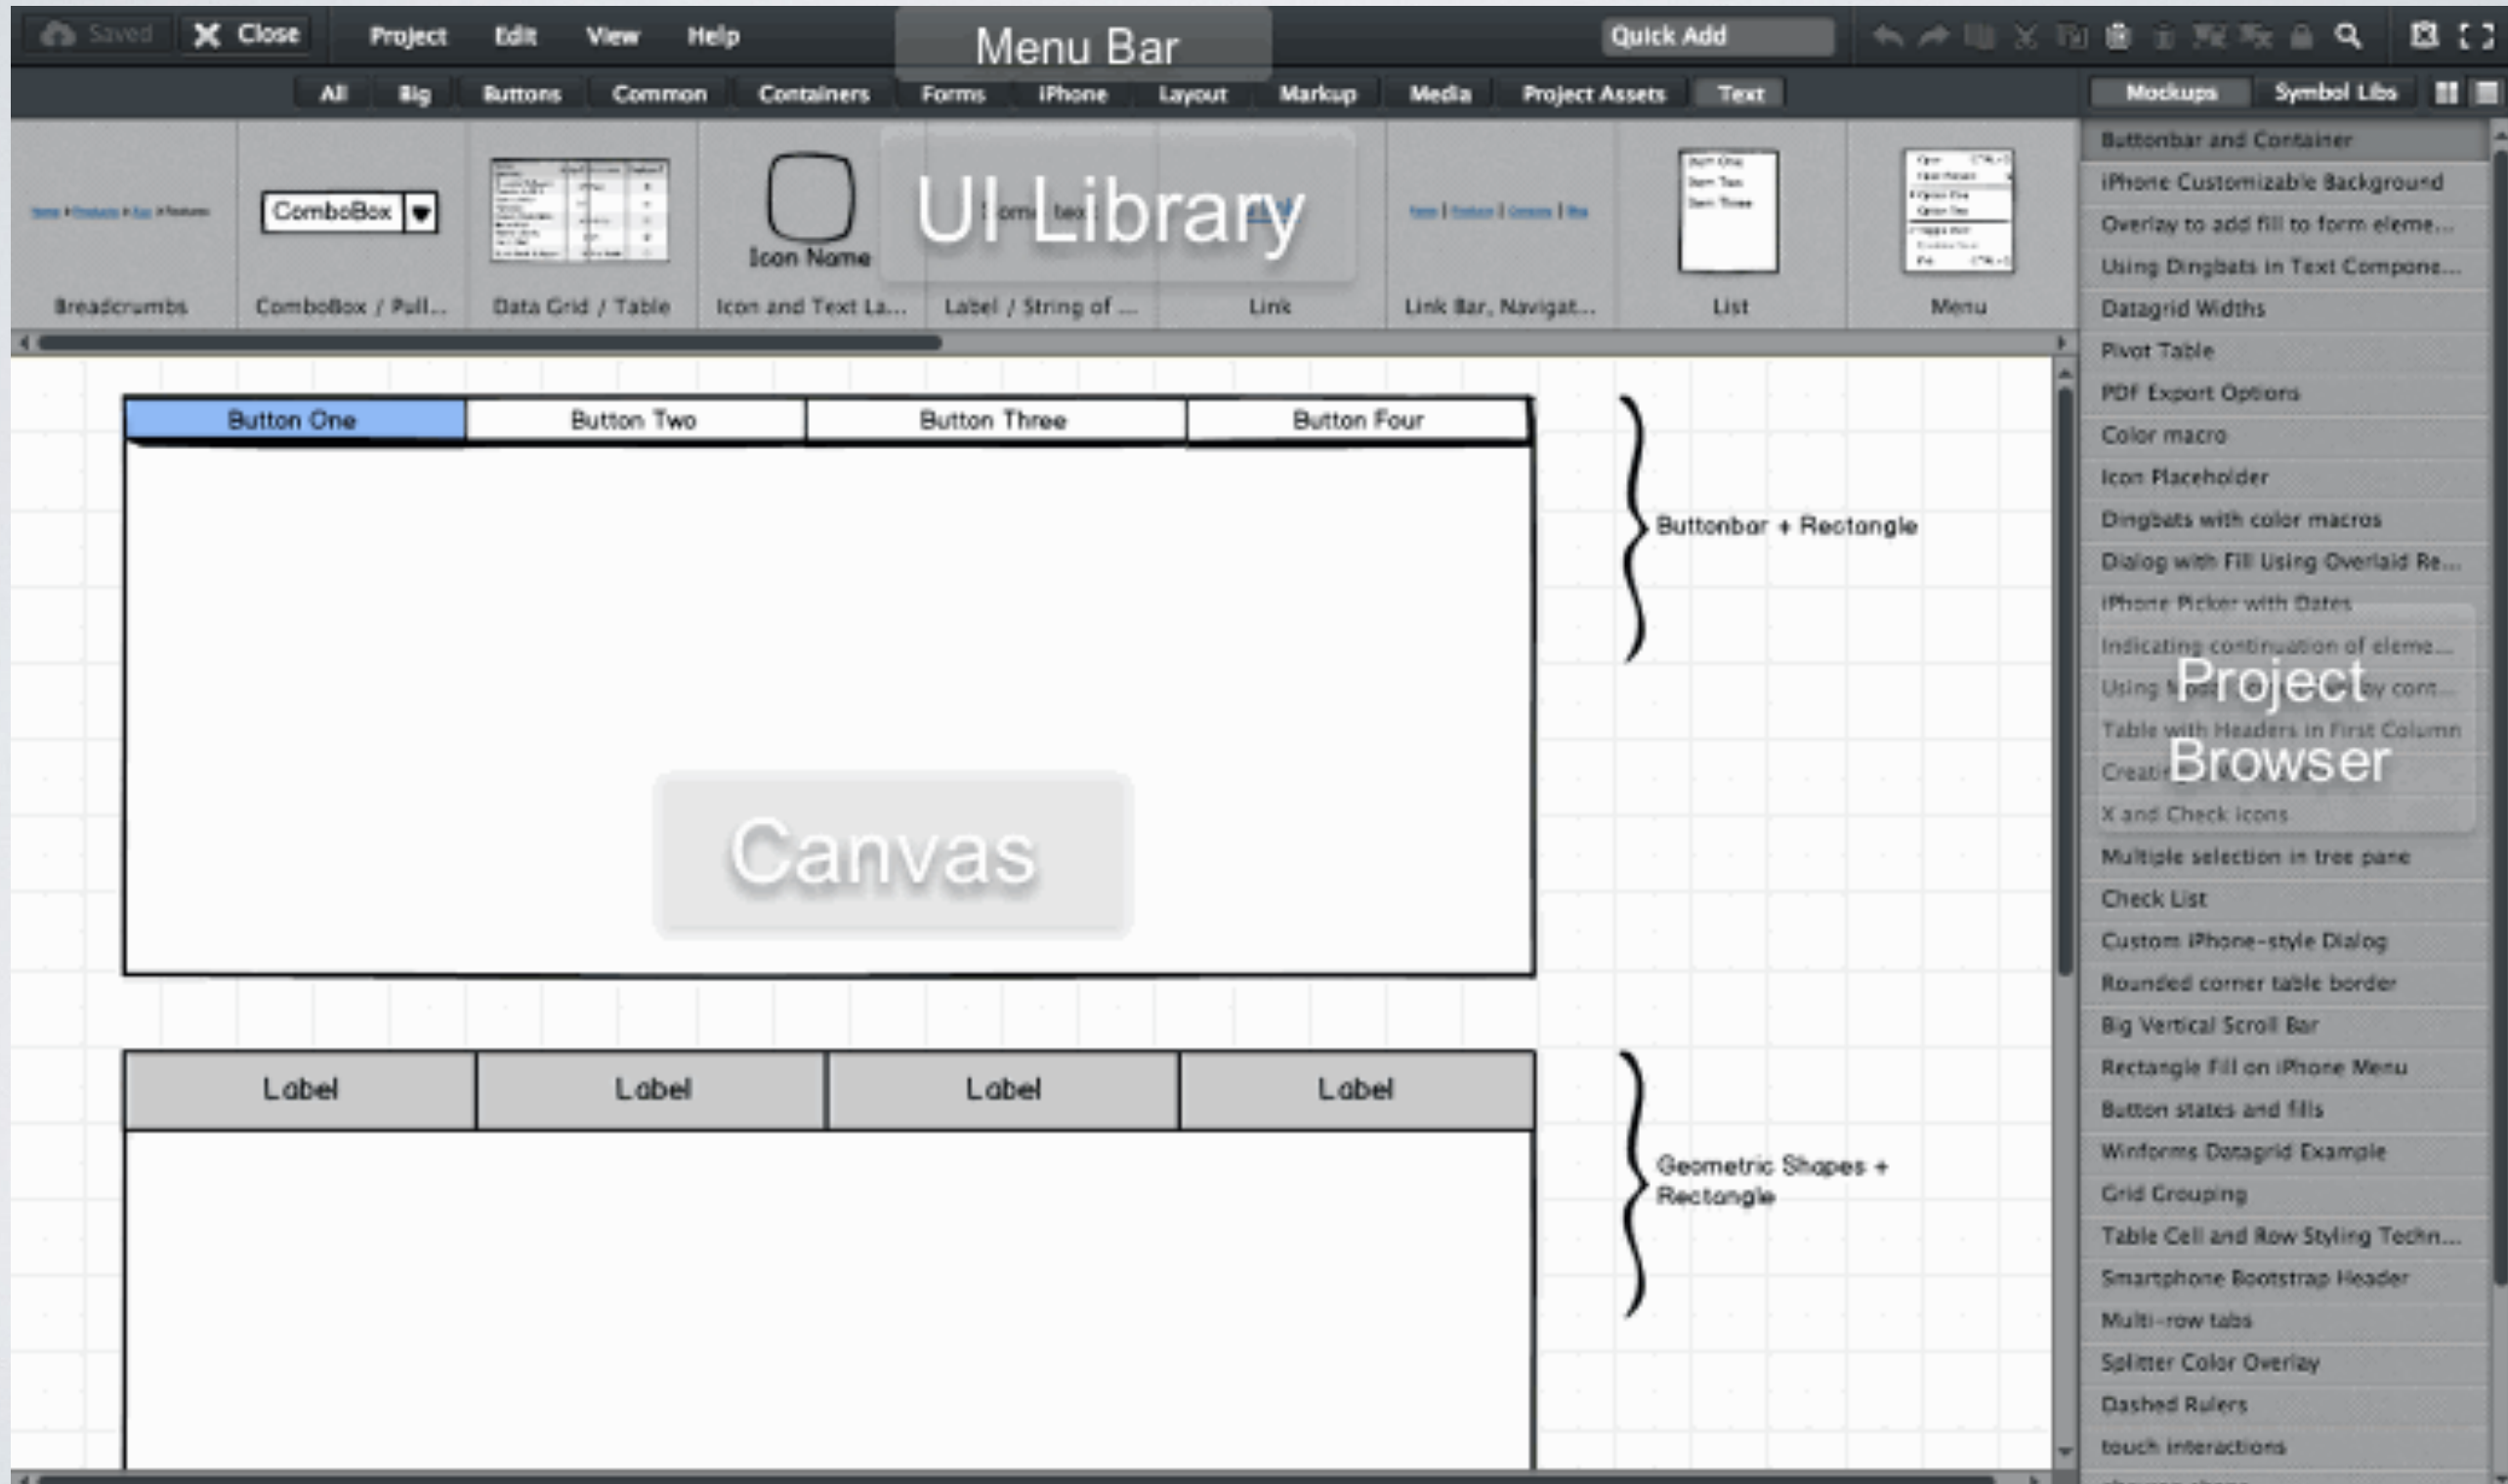 Saved Close Project Edit View Help Menu Bar Quick Add
All Big Buttons Common Containers Forms iPhone Layout Markup Media Project Assets Text Mockups Symbol Libs
ComboBox
Icon Name
UI Library
Item One
Item Two
Item Three
Breadcrumbs ComboBox / Pull... Data Grid / Table Icon and Text La... Label / String of ... Link Link Bar, Navigat... List Menu
Button One Button Two Button Three Button Four
Buttonbar + Rectangle
Canvas
Label Label Label Label
Geometric Shapes +
Rectangle
Buttonbar and Container
iPhone Customizable Background
Overlay to add fill to form eleme...
Using Dingbats in Text Compone...
Datagrid Widths
Pivot Table
PDF Export Options
Color macro
Icon Placeholder
Dingbats with color macros
Dialog with Fill Using Overlaid Re...
iPhone Picker with Dates
Indicating continuation of eleme...
Project
Using cont...
Table with Headers in First Column
Browser
X and Check icons
Multiple selection in tree pane
Check List
Custom iPhone-style Dialog
Rounded corner table border
Big Vertical Scroll Bar
Rectangle Fill on iPhone Menu
Button states and fills
Winforms Datagrid Example
Grid Grouping
Table Cell and Row Styling Techn...
Smartphone Bootstrap Header
Multi-row tabs
Splitter Color Overlay
Dashed Rulers
touch interactions